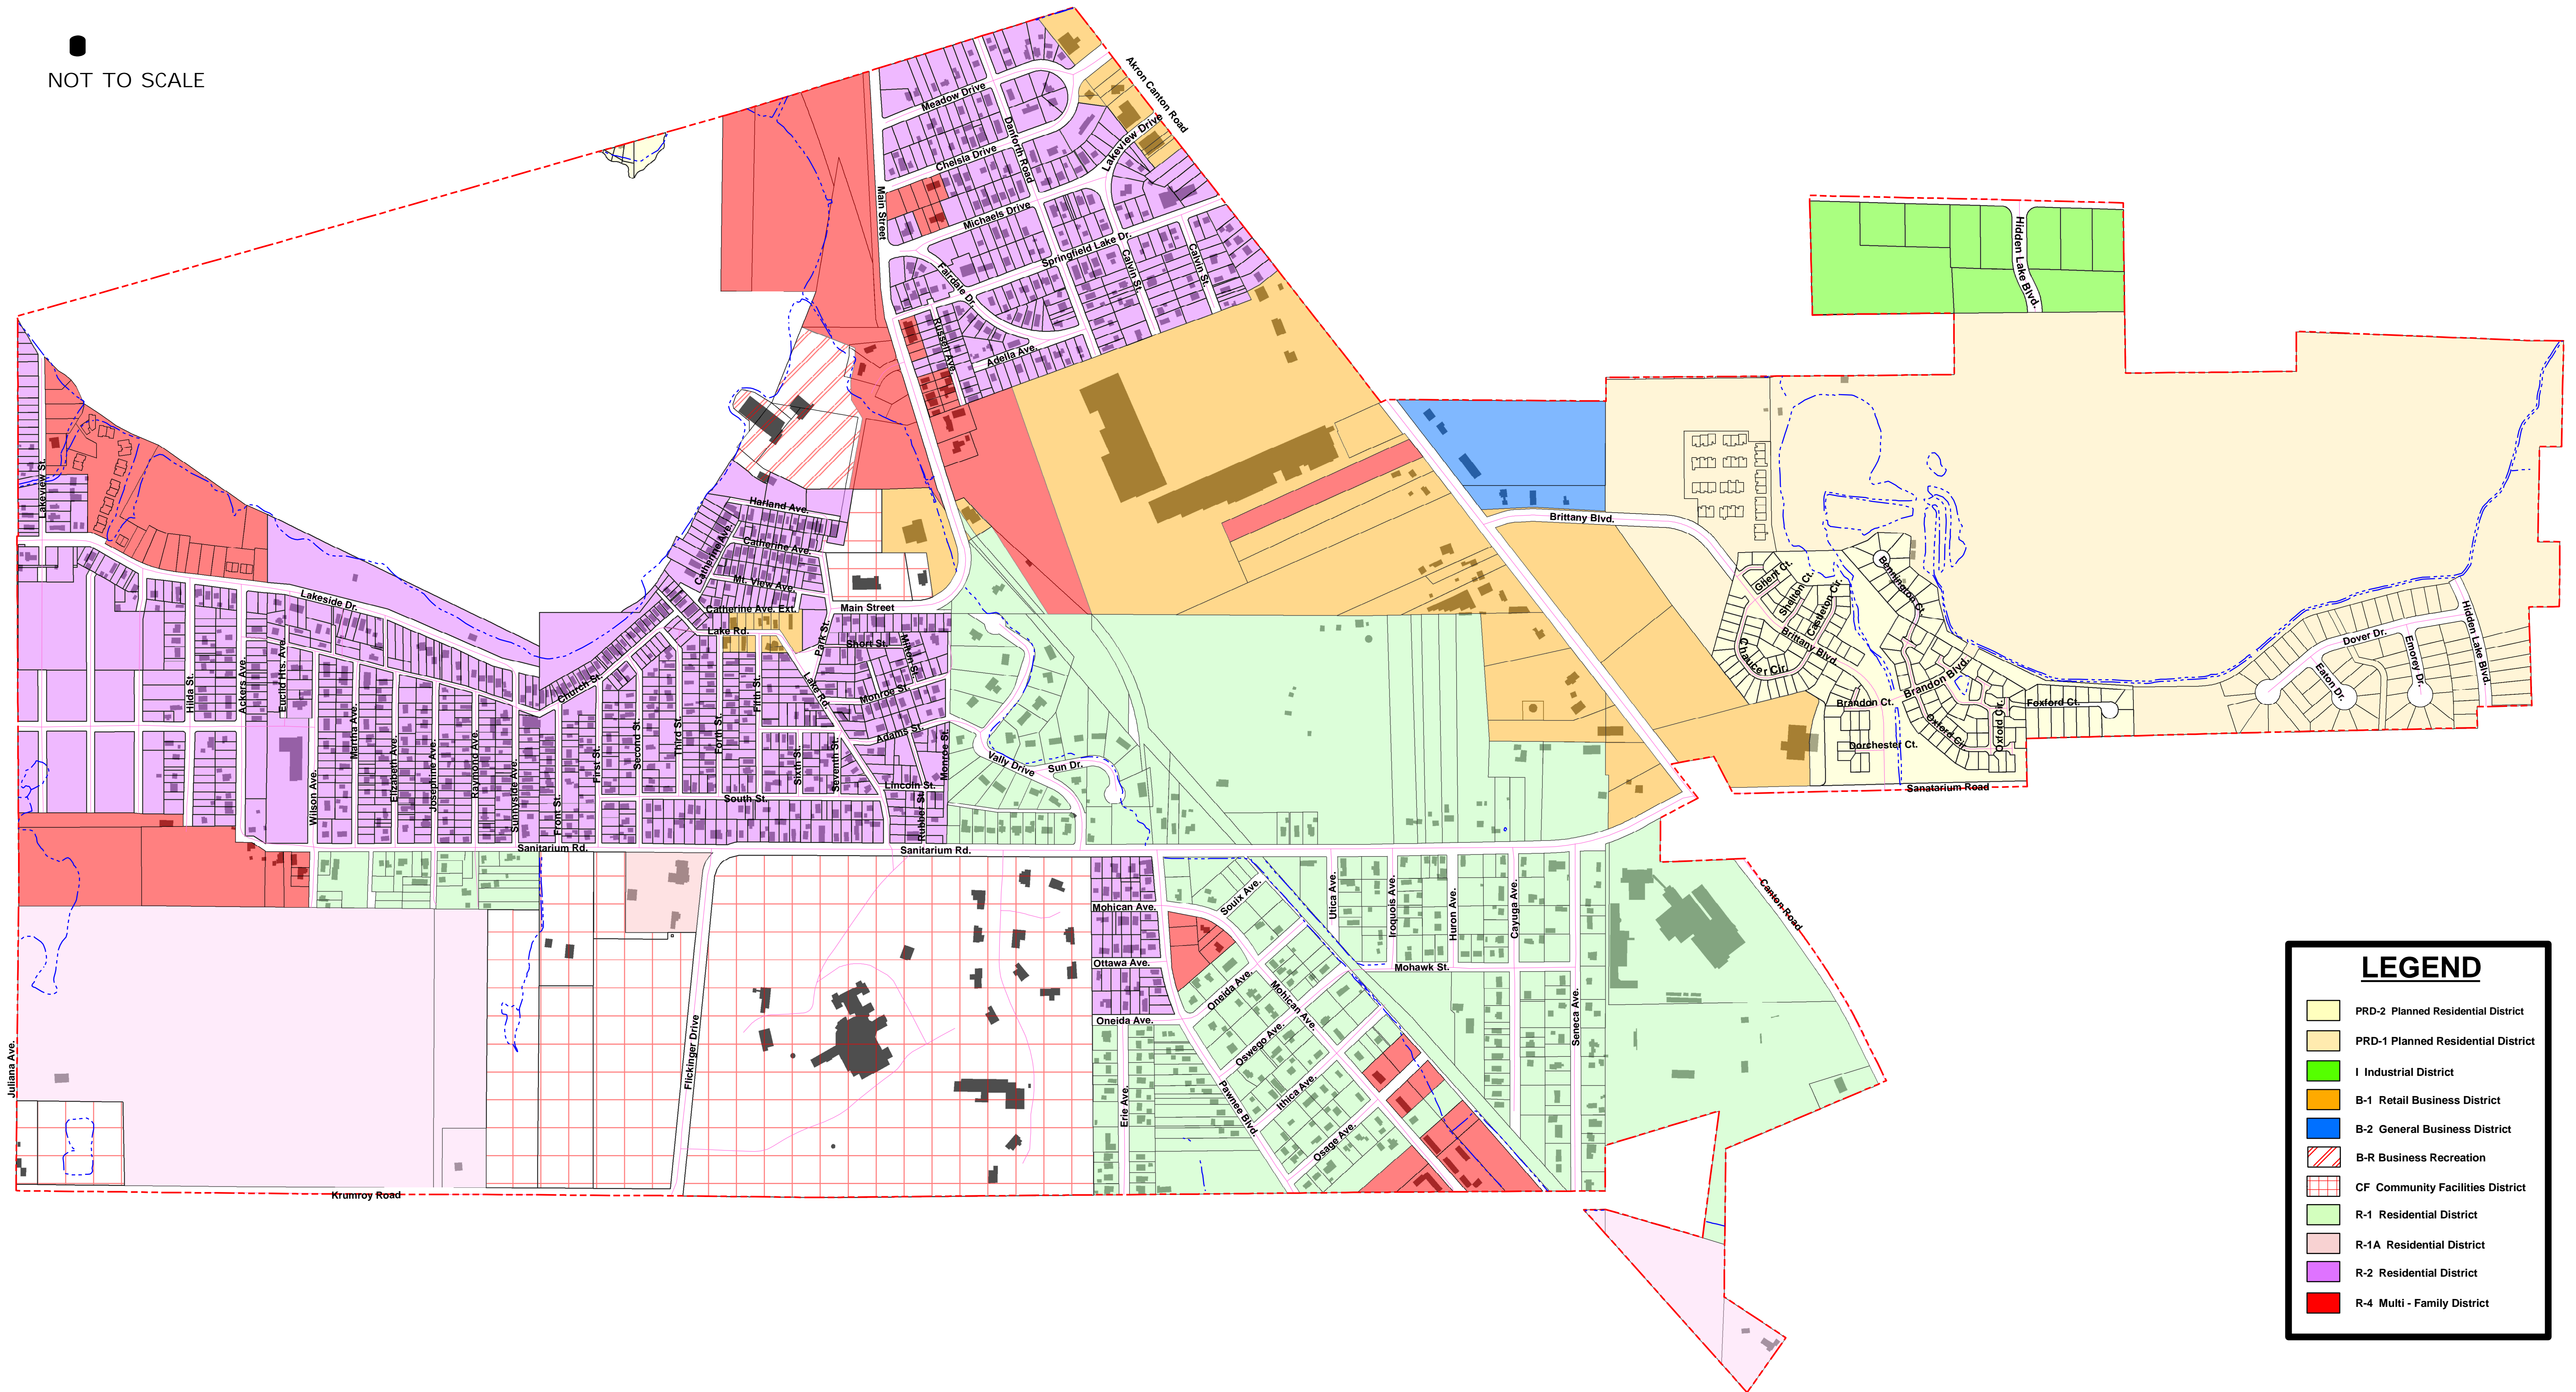 NOT TO SCALE
Akron Canton Road
Meadow Drive
Danforth Road
Lakeview Drive
Chelsia Drive
Main Street
Michaels Drive
Springfield Lake Dr.
Calvin St.
Calvin St.
Fairdale Dr.
Russell Ave.
Adella Ave.
Hidden Lake Blvd.
Lakeview St.
Harland Ave.
Catherine Ave.
Catherine Ave.
Mt. View Ave.
Catherine Ave. Ext.
Main Street
Lake Rd.
Park St.
Short St.
Milton St.
Monroe St.
Lake Rd.
Adams St.
Monroe St.
Lincoln St.
Rubler St.
Vally Drive
Sun Dr.
Brittany Blvd.
Ghent Ct.
Shelton Ct.
Castleton Cir.
Bennington Ct.
Brittany Blvd.
Chaucer Cir.
Brandon Blvd.
Brandon Ct.
Oxford Cir.
Oxford Cir.
Foxford Ct.
Dorchester Ct.
Sanatarium Road
Dover Dr.
Eaton Dr.
Emorey Dr.
Hidden Lake Blvd.
Lakeside Dr.
Hilda St.
Ackers Ave.
Euclid Hts. Ave.
Wilson Ave.
Martha Ave.
Elizabeth Ave.
Josephine Ave.
Raymond Ave.
Sunnyside Ave.
Front St.
Church St.
First St.
Second St.
Third St.
Forth St.
Fifth St.
Sixth St.
Seventh St.
South St.
Sanitarium Rd.
Sanitarium Rd.
Mohican Ave.
Ottawa Ave.
Oneida Ave.
Souix Ave.
Oneida Ave.
Mohican Ave.
Oswego Ave.
Ithica Ave.
Osage Ave.
Pawnee Blvd.
Erie Ave.
Utica Ave.
Iroquois Ave.
Huron Ave.
Cayuga Ave.
Mohawk St.
Seneca Ave.
Canton Road
Flickinger Drive
Juliana Ave.
Krumroy Road
LEGEND
PRD-2 Planned Residential District
PRD-1 Planned Residential District
I Industrial District
B-1 Retail Business District
B-2 General Business District
B-R Business Recreation
CF Community Facilities District
R-1 Residential District
R-1A Residential District
R-2 Residential District
R-4 Multi - Family District